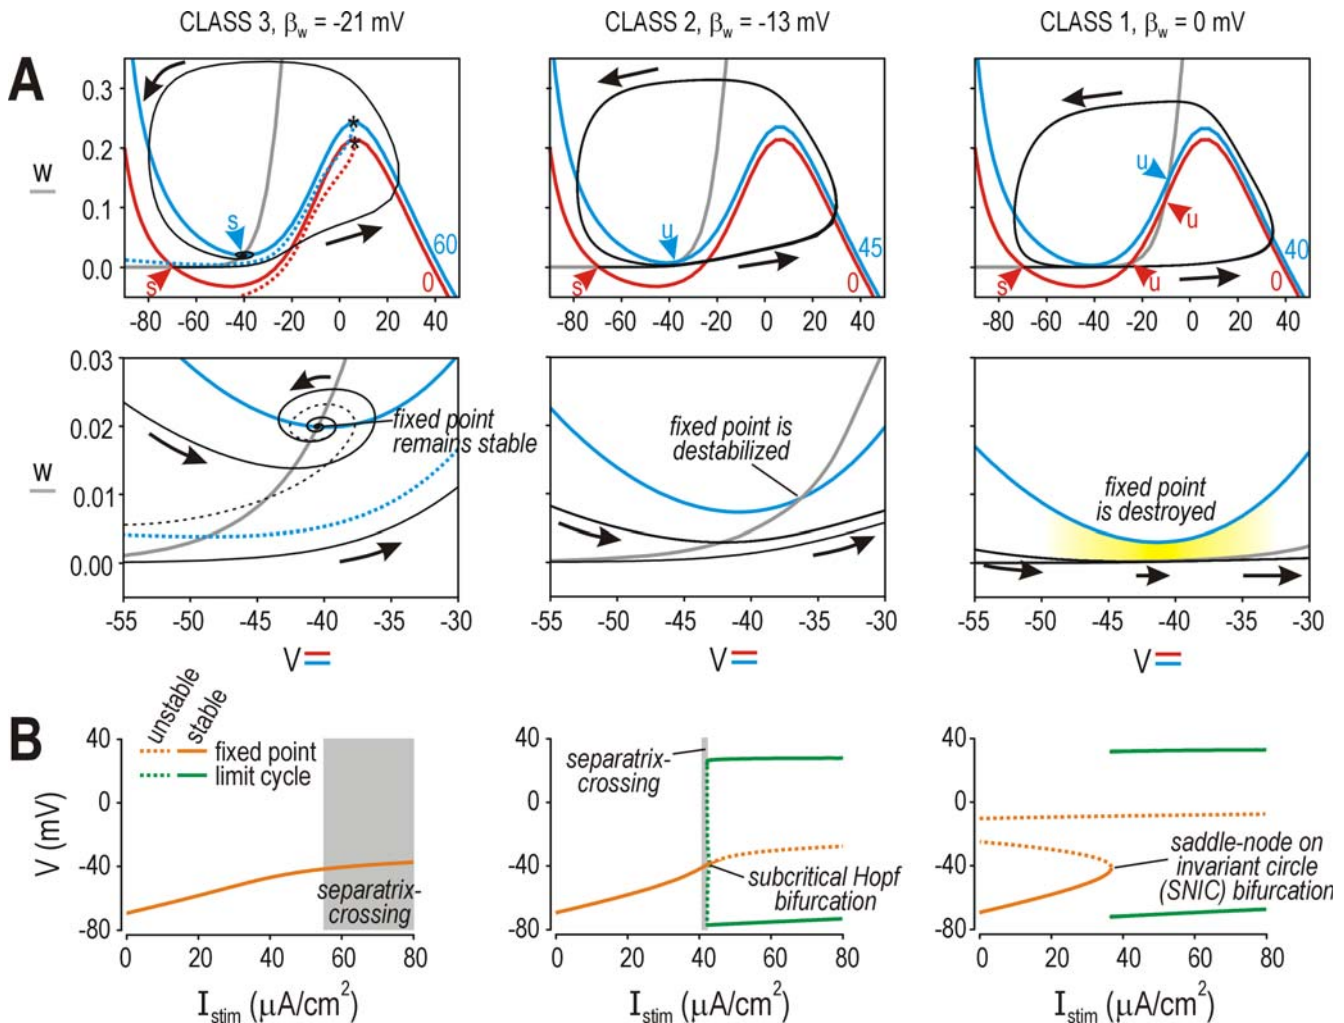 CLASS 3, βw = -21 mV
CLASS 2, βw = -13 mV
CLASS 1, βw = 0 mV
A
0.3
0.2
w
0.1
0.0
s
s
*
*
60
0
-80 -60 -40 -20 0 20 40
u
s
45
0
-80 -60 -40 -20 0 20 40
u
u
s
u
40
0
-80 -60 -40 -20 0 20 40
0.03
0.02
w
0.01
0.00
fixed point
remains stable
-55 -50 -45 -40 -35 -30
V
fixed point is
destabilized
-55 -50 -45 -40 -35 -30
V
fixed point
is destroyed
-55 -50 -45 -40 -35 -30
V
B
unstable
stable
fixed point
limit cycle
V (mV)
40
0
-40
-80
separatrix-
crossing
0 20 40 60 80
Istim (μA/cm²)
40
0
-40
-80
separatrix-
crossing
subcritical Hopf
bifurcation
0 20 40 60 80
Istim (μA/cm²)
40
0
-40
-80
saddle-node on
invariant circle
(SNIC) bifurcation
0 20 40 60 80
Istim (μA/cm²)